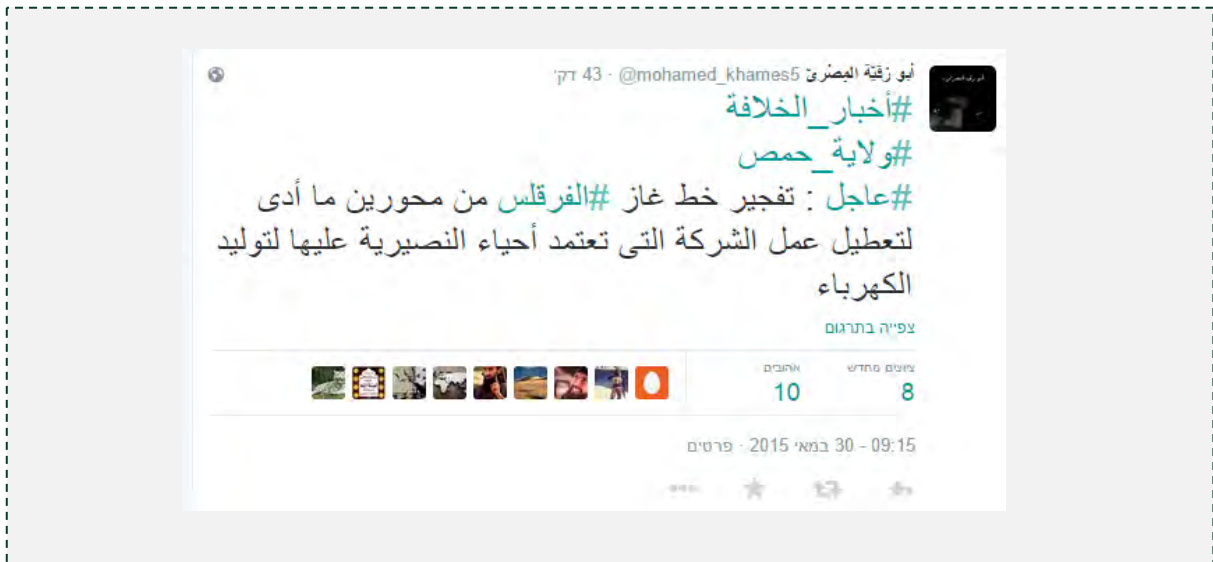 أبو رقيّة المصرىّ @mohamed_khames5 · 43 דק'
#أخبار_الخلافة
#ولاية_حمص
#عاجل : تفجير خط غاز #الفرقلس من محورين ما أدى
لتعطيل عمل الشركة التى تعتمد أحياء النصيرية عليها لتوليد
الكهرباء
צפייה בתרגום
ציוצים מחדש אהובים
8 10
09:15 - 30 במאי 2015 · פרטים